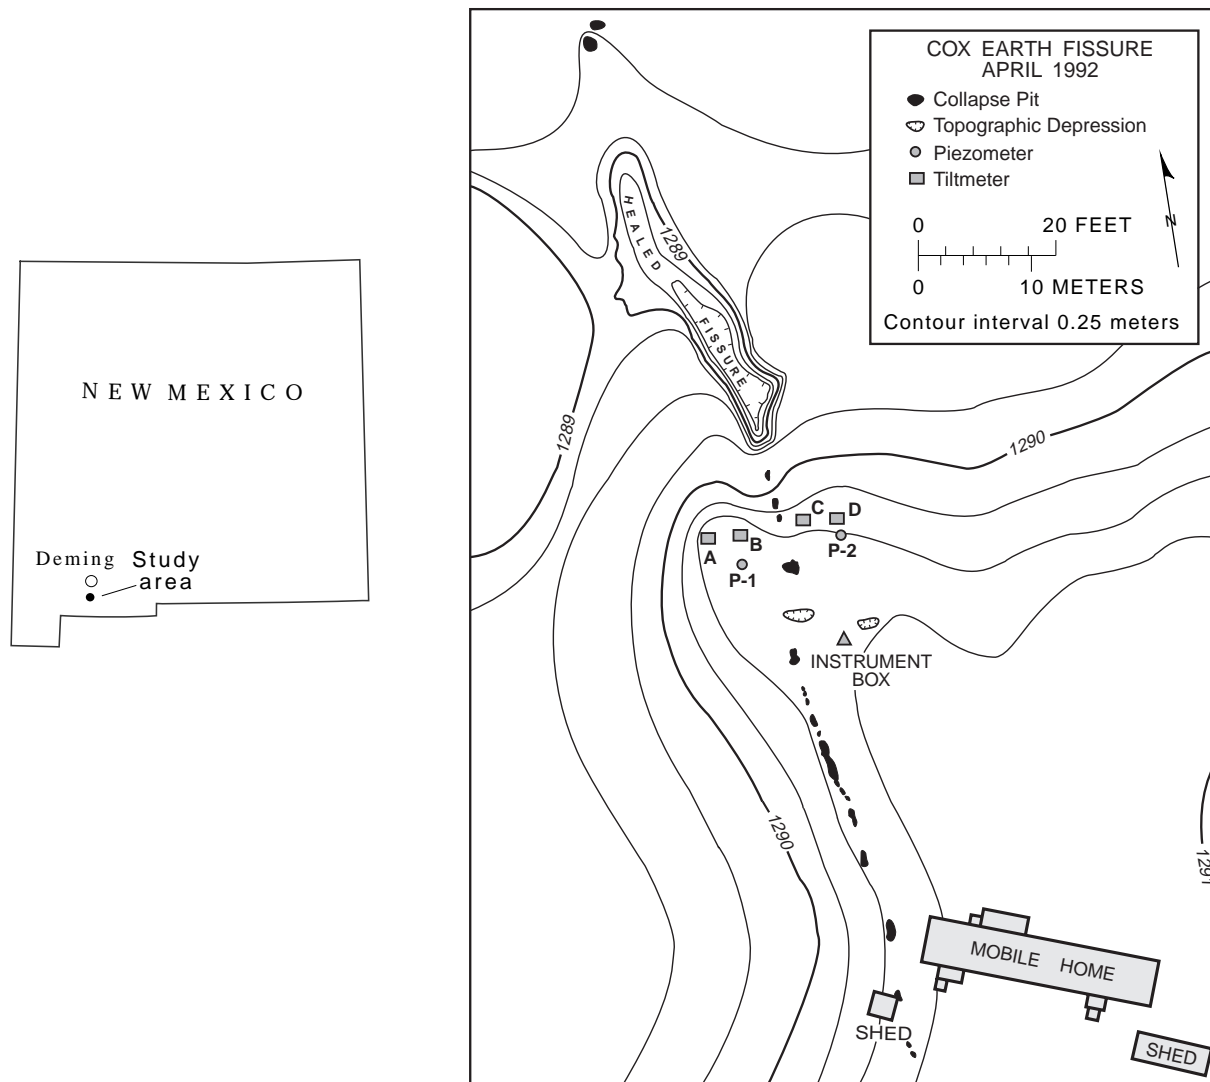 NEW MEXICO
Deming
Study
area
COX EARTH FISSURE
APRIL 1992
Collapse Pit
Topographic Depression
Piezometer
Tiltmeter
N
0 20 FEET
0 10 METERS
Contour interval 0.25 meters
HEALED
FISSURE
1289
1289
1290
C D
A B
P-2
P-1
INSTRUMENT
BOX
1290
1291
MOBILE HOME
SHED
SHED